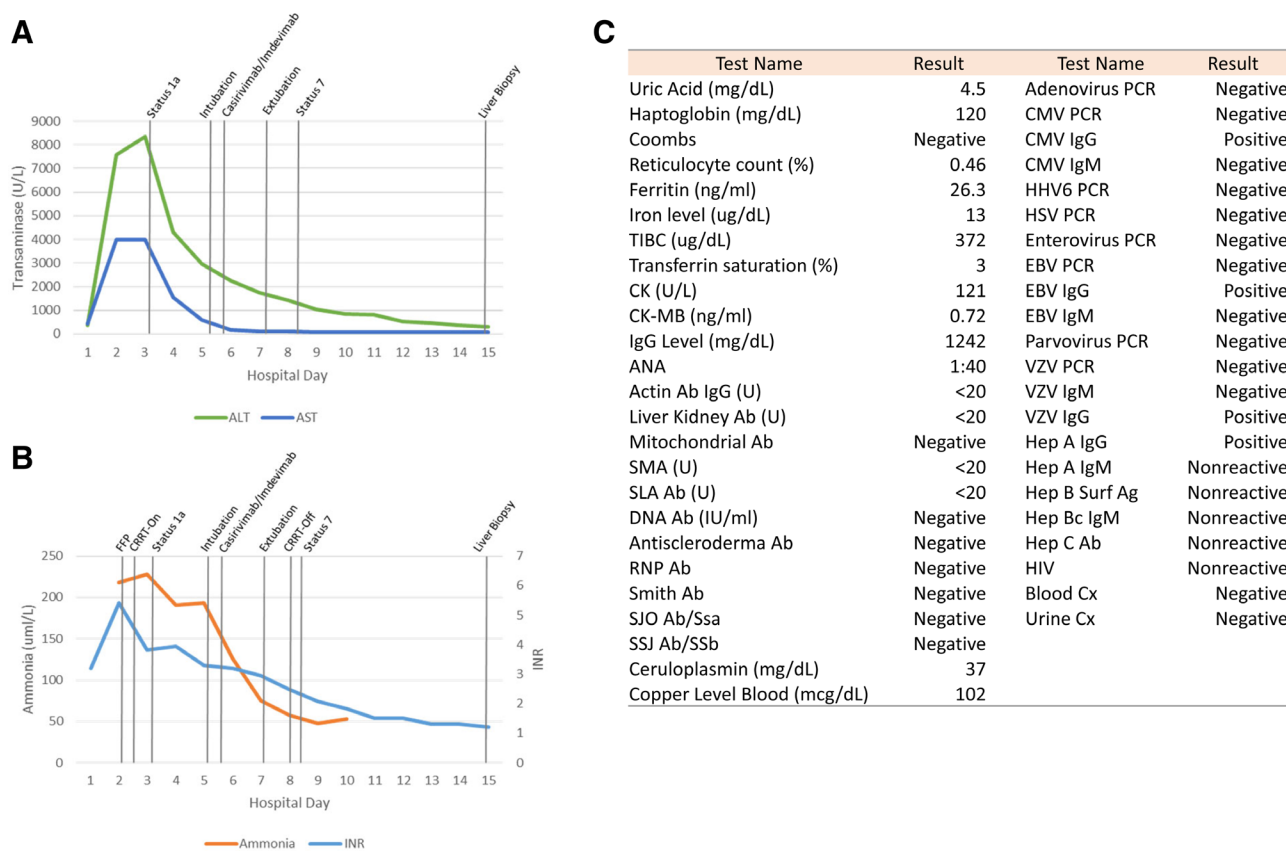 A
Status 1a
Intubation
Casirivimab/Imdevimab
Extubation
Status 7
Liver Biopsy
Transaminase (U/L)
9000
8000
7000
6000
5000
4000
3000
2000
1000
0
1 2 3 4 5 6 7 8 9 10 11 12 13 14 15
Hospital Day
ALT AST
B
FFP
CRRT-On
Status 1a
Intubation
Casirivimab/Imdevimab
Extubation
CRRT-Off
Status 7
Liver Biopsy
Ammonia (uml/L)
250
200
150
100
50
0
7
6
5
4
3
2
1
0
INR
1 2 3 4 5 6 7 8 9 10 11 12 13 14 15
Hospital Day
Ammonia INR
C
Test Name Result Test Name Result
Uric Acid (mg/dL) 4.5 Adenovirus PCR Negative
Haptoglobin (mg/dL) 120 CMV PCR Negative
Coombs Negative CMV IgG Positive
Reticulocyte count (%) 0.46 CMV IgM Negative
Ferritin (ng/ml) 26.3 HHV6 PCR Negative
Iron level (ug/dL) 13 HSV PCR Negative
TIBC (ug/dL) 372 Enterovirus PCR Negative
Transferrin saturation (%) 3 EBV PCR Negative
CK (U/L) 121 EBV IgG Positive
CK-MB (ng/ml) 0.72 EBV IgM Negative
IgG Level (mg/dL) 1242 Parvovirus PCR Negative
ANA 1:40 VZV PCR Negative
Actin Ab IgG (U) <20 VZV IgM Negative
Liver Kidney Ab (U) <20 VZV IgG Positive
Mitochondrial Ab Negative Hep A IgG Positive
SMA (U) <20 Hep A IgM Nonreactive
SLA Ab (U) <20 Hep B Surf Ag Nonreactive
DNA Ab (IU/ml) Negative Hep Bc IgM Nonreactive
Antiscleroderma Ab Negative Hep C Ab Nonreactive
RNP Ab Negative HIV Nonreactive
Smith Ab Negative Blood Cx Negative
SJO Ab/Ssa Negative Urine Cx Negative
SSJ Ab/SSb Negative
Ceruloplasmin (mg/dL) 37
Copper Level Blood (mcg/dL) 102